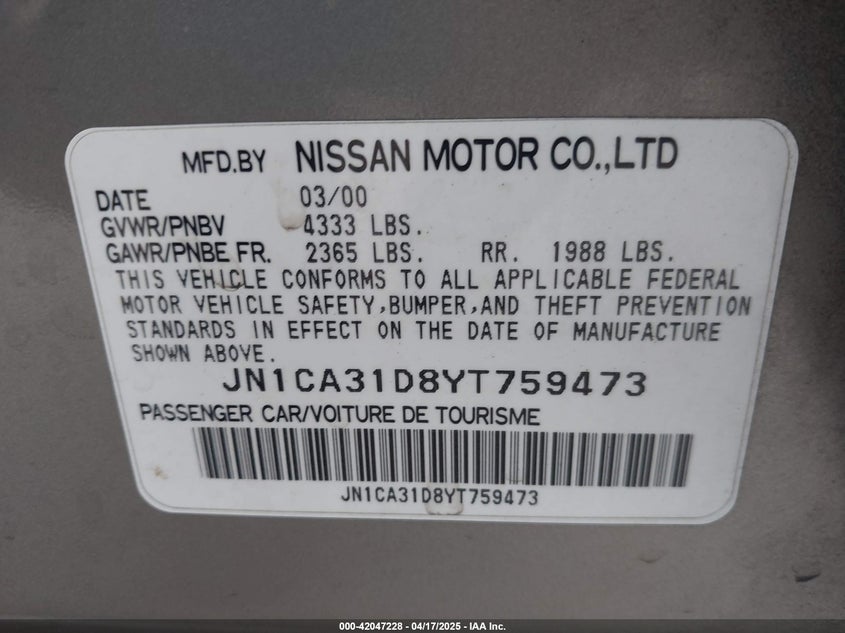 MFD.BY NISSAN MOTOR CO.,LTD
DATE 03/00
GVWR/PNBV 4333 LBS.
GAWR/PNBE FR. 2365 LBS. RR. 1988 LBS.
THIS VEHICLE CONFORMS TO ALL APPLICABLE FEDERAL
MOTOR VEHICLE SAFETY,BUMPER,AND THEFT PREVENTION
STANDARDS IN EFFECT ON THE DATE OF MANUFACTURE
SHOWN ABOVE.
JN1CA31D8YT759473
PASSENGER CAR/VOITURE DE TOURISME
JN1CA31D8YT759473
000-42047228 - 04/17/2025 - IAA Inc.